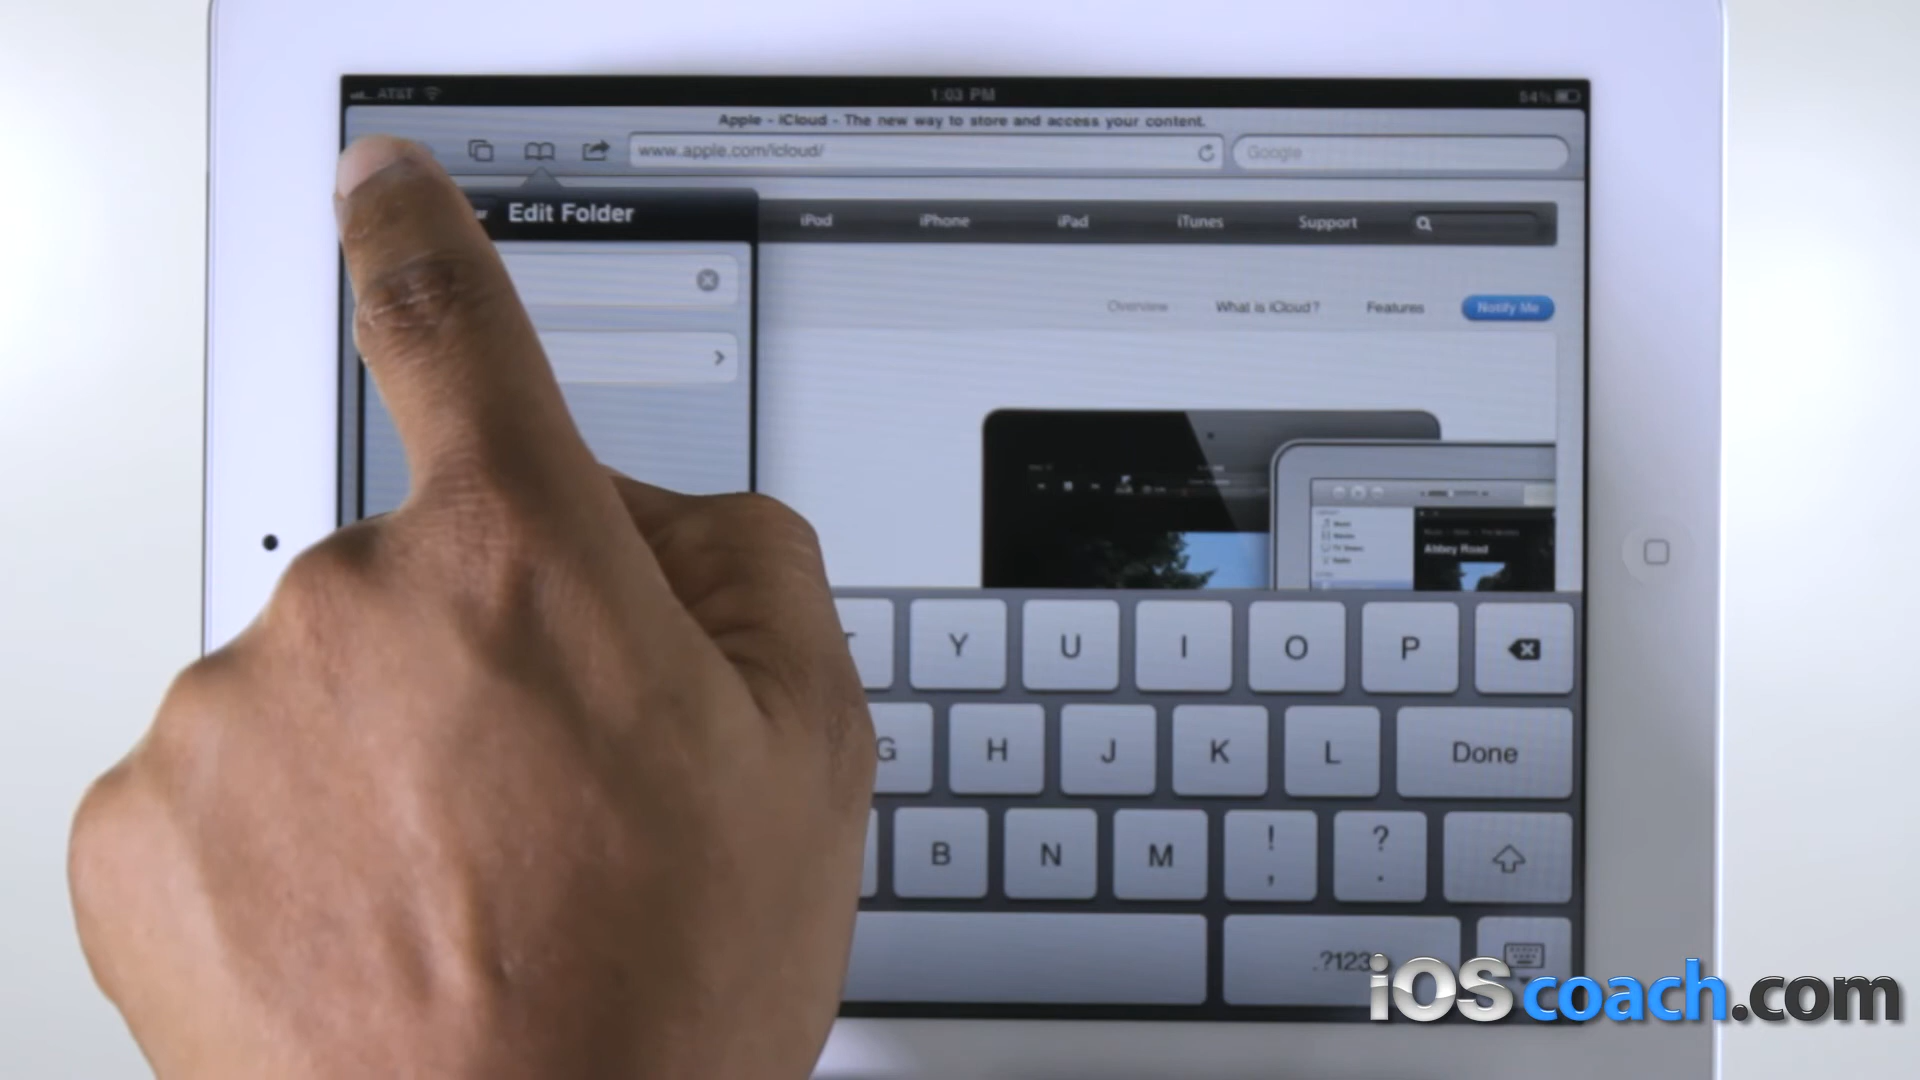 AT&T 1:03 PM 54%
Apple - iCloud - The new way to store and access your content.
www.apple.com/icloud/ Google
Edit Folder
iPod iPhone iPad iTunes Support
Overview What is iCloud? Features Notify Me
Abbey Road
T Y U I O P
G H J K L Done
B N M ! , ? .
.?123
iOScoach.com